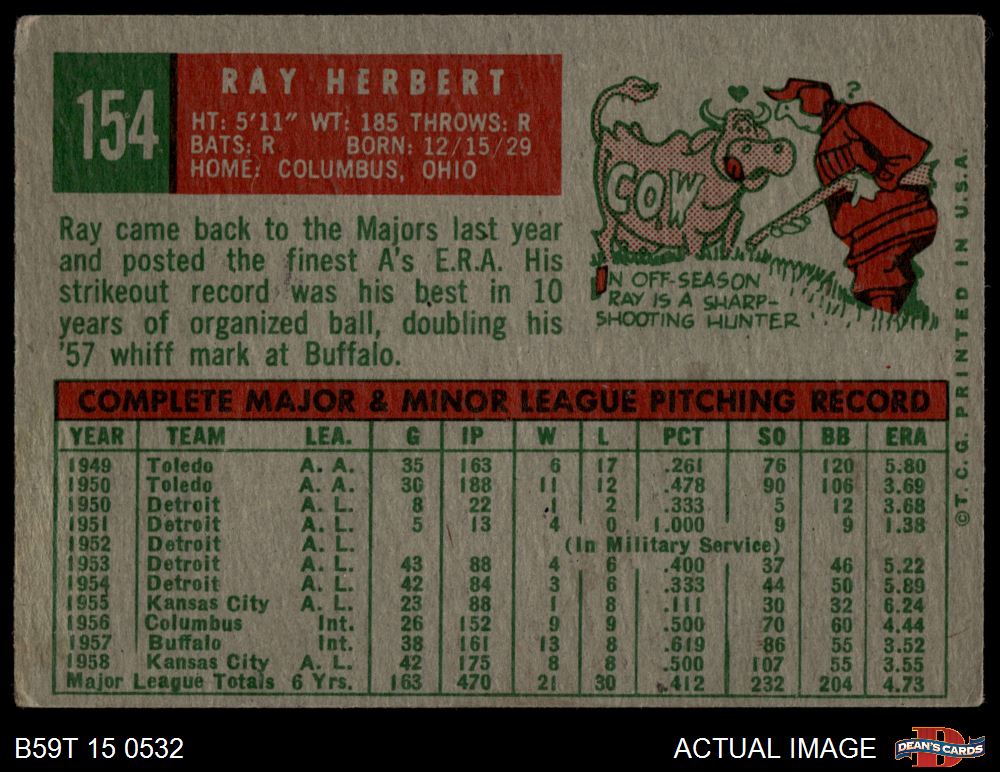 154
RAY HERBERT
HT: 5'11" WT: 185 THROWS: R
BATS: R BORN: 12/15/29
HOME: COLUMBUS, OHIO
?
COW
IN OFF-SEASON
RAY IS A SHARP-
SHOOTING HUNTER
Ray came back to the Majors last year
and posted the finest A's E.R.A. His
strikeout record was his best in 10
years of organized ball, doubling his
'57 whiff mark at Buffalo.
COMPLETE MAJOR & MINOR LEAGUE PITCHING RECORD
YEAR TEAM LEA. G IP W L PCT SO BB ERA
1949 Toledo A. A. 35 163 6 17 .261 76 120 5.80
1950 Toledo A. A. 30 188 11 12 .478 90 106 3.69
1950 Detroit A. L. 8 22 1 2 .333 5 12 3.68
1951 Detroit A. L. 5 13 4 0 1.000 9 9 1.38
1952 Detroit A. L. (In Military Service)
1953 Detroit A. L. 43 88 4 6 .400 37 46 5.22
1954 Detroit A. L. 42 84 3 6 .333 44 50 5.89
1955 Kansas City A. L. 23 88 1 8 .111 30 32 6.24
1956 Columbus Int. 26 152 9 9 .500 70 60 4.44
1957 Buffalo Int. 38 161 13 8 .619 86 55 3.52
1958 Kansas City A. L. 42 175 8 8 .500 107 55 3.55
Major League Totals 6 Yrs. 163 470 21 30 .412 232 204 4.73
©T. C. G. PRINTED IN U.S.A.
B59T 15 0532
ACTUAL IMAGE
D
DEAN'S CARDS